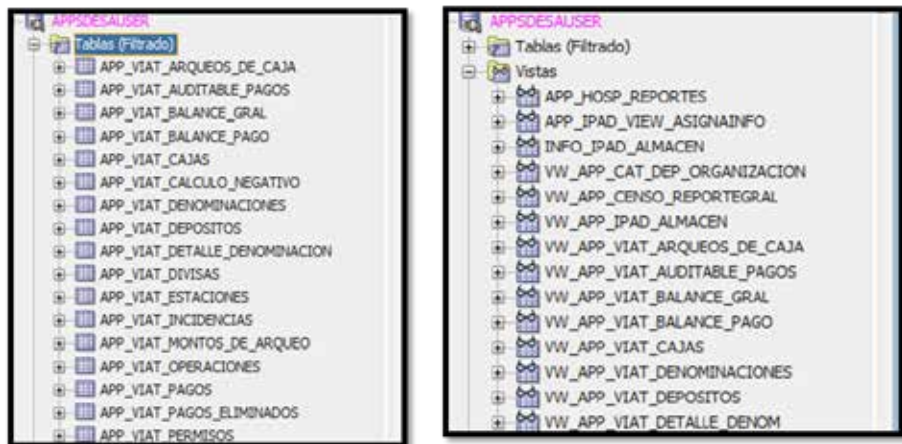 APPSDESAUSER
Tablas (Filtrado)
APP_VIAT_ARQUEOS_DE_CAJA
APP_VIAT_AUDITABLE_PAGOS
APP_VIAT_BALANCE_GRAL
APP_VIAT_BALANCE_PAGO
APP_VIAT_CAJAS
APP_VIAT_CALCULO_NEGATIVO
APP_VIAT_DENOMINACIONES
APP_VIAT_DEPOSITOS
APP_VIAT_DETALLE_DENOMINACION
APP_VIAT_DIVISAS
APP_VIAT_ESTACIONES
APP_VIAT_INCIDENCIAS
APP_VIAT_MONTOS_DE_ARQUEO
APP_VIAT_OPERACIONES
APP_VIAT_PAGOS
APP_VIAT_PAGOS_ELIMINADOS
APP_VIAT_PERMISOS
APPSDESAUSER
Tablas (Filtrado)
Vistas
APP_HOSP_REPORTES
APP_IPAD_VIEW_ASIGNAINFO
INFO_IPAD_ALMACEN
VW_APP_CAT_DEP_ORGANIZACION
VW_APP_CENSO_REPORTEGRAL
VW_APP_IPAD_ALMACEN
VW_APP_VIAT_ARQUEOS_DE_CAJA
VW_APP_VIAT_AUDITABLE_PAGOS
VW_APP_VIAT_BALANCE_GRAL
VW_APP_VIAT_BALANCE_PAGO
VW_APP_VIAT_CAJAS
VW_APP_VIAT_DENOMINACIONES
VW_APP_VIAT_DEPOSITOS
VW_APP_VIAT_DETALLE_DENOM